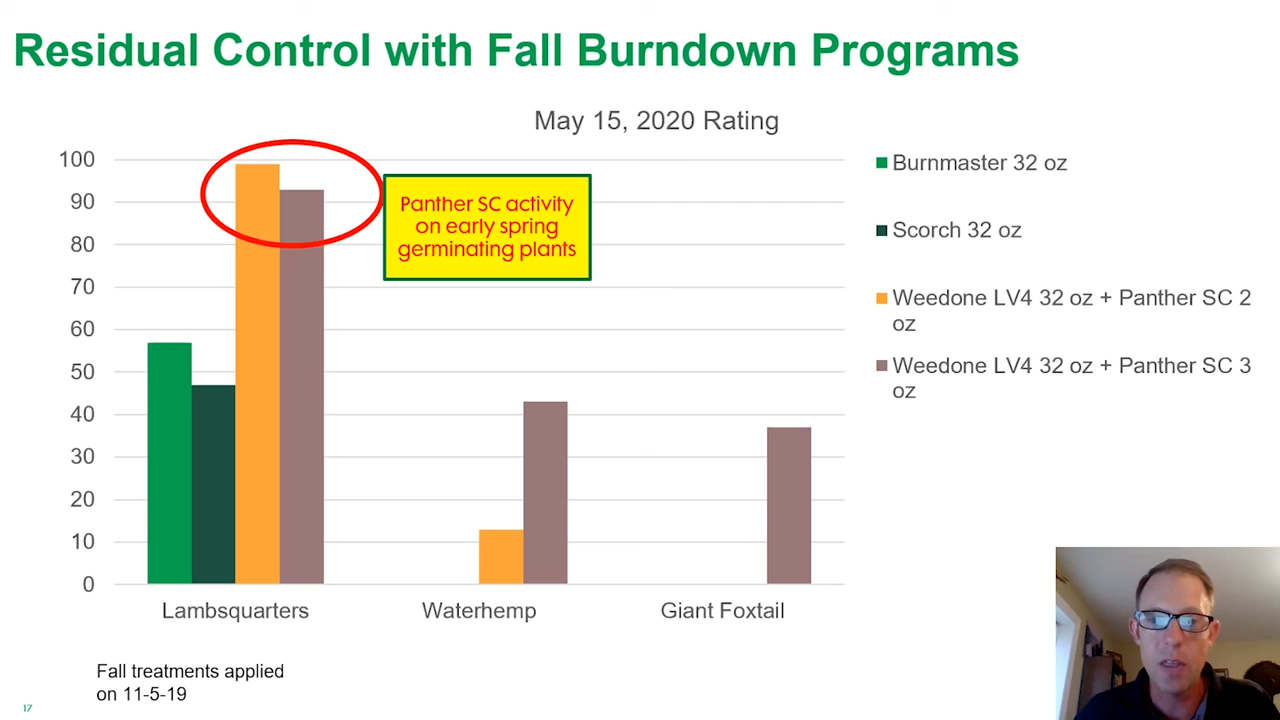 Residual Control with Fall Burndown Programs
May 15, 2020 Rating
100
90
80
70
60
50
40
30
20
10
0
Panther SC activity
on early spring
germinating plants
Lambsquarters
Waterhemp
Giant Foxtail
Burnmaster 32 oz
Scorch 32 oz
Weedone LV4 32 oz + Panther SC 2
oz
Weedone LV4 32 oz + Panther SC 3
oz
Fall treatments applied
on 11-5-19
17